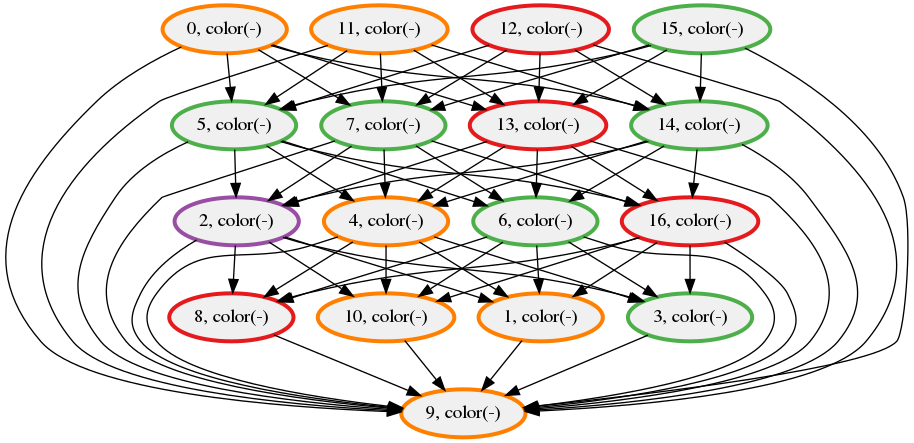 0, color(-)
11, color(-)
12, color(-)
15, color(-)
5, color(-)
7, color(-)
13, color(-)
14, color(-)
2, color(-)
4, color(-)
6, color(-)
16, color(-)
8, color(-)
10, color(-)
1, color(-)
3, color(-)
9, color(-)